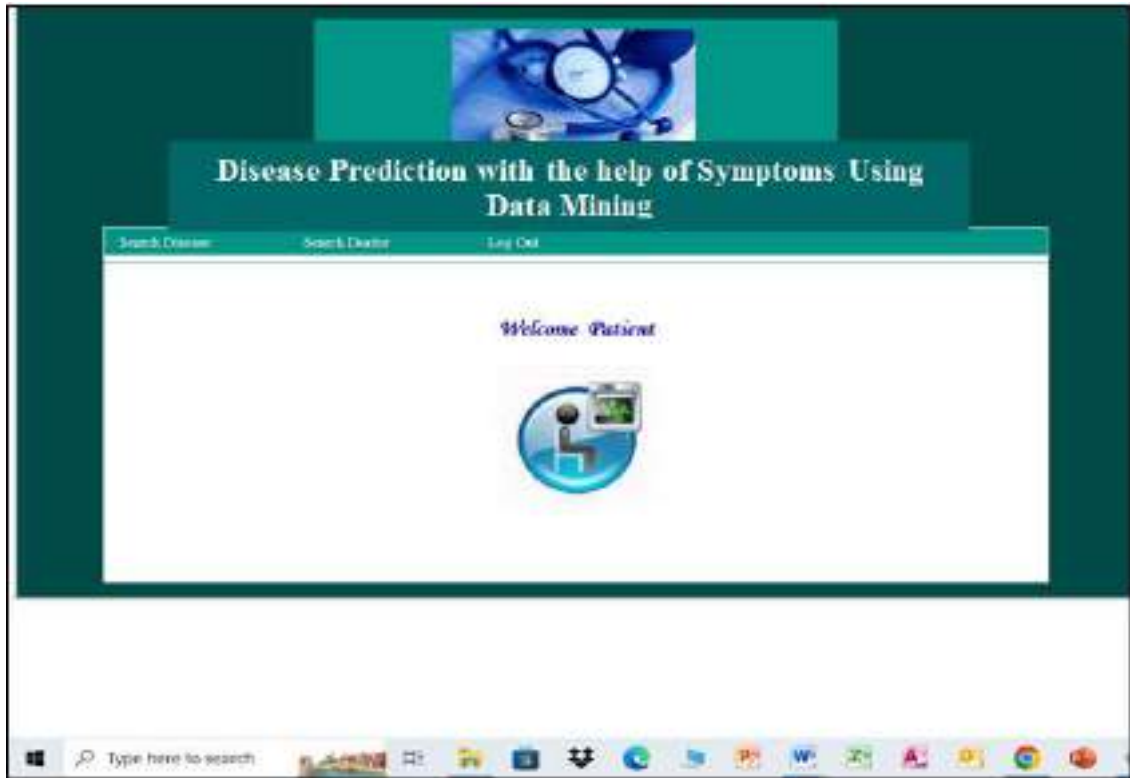 Disease Prediction with the help of Symptoms Using
Data Mining
Search Disease Search Doctor Log Out
Welcome Patient
Type here to search